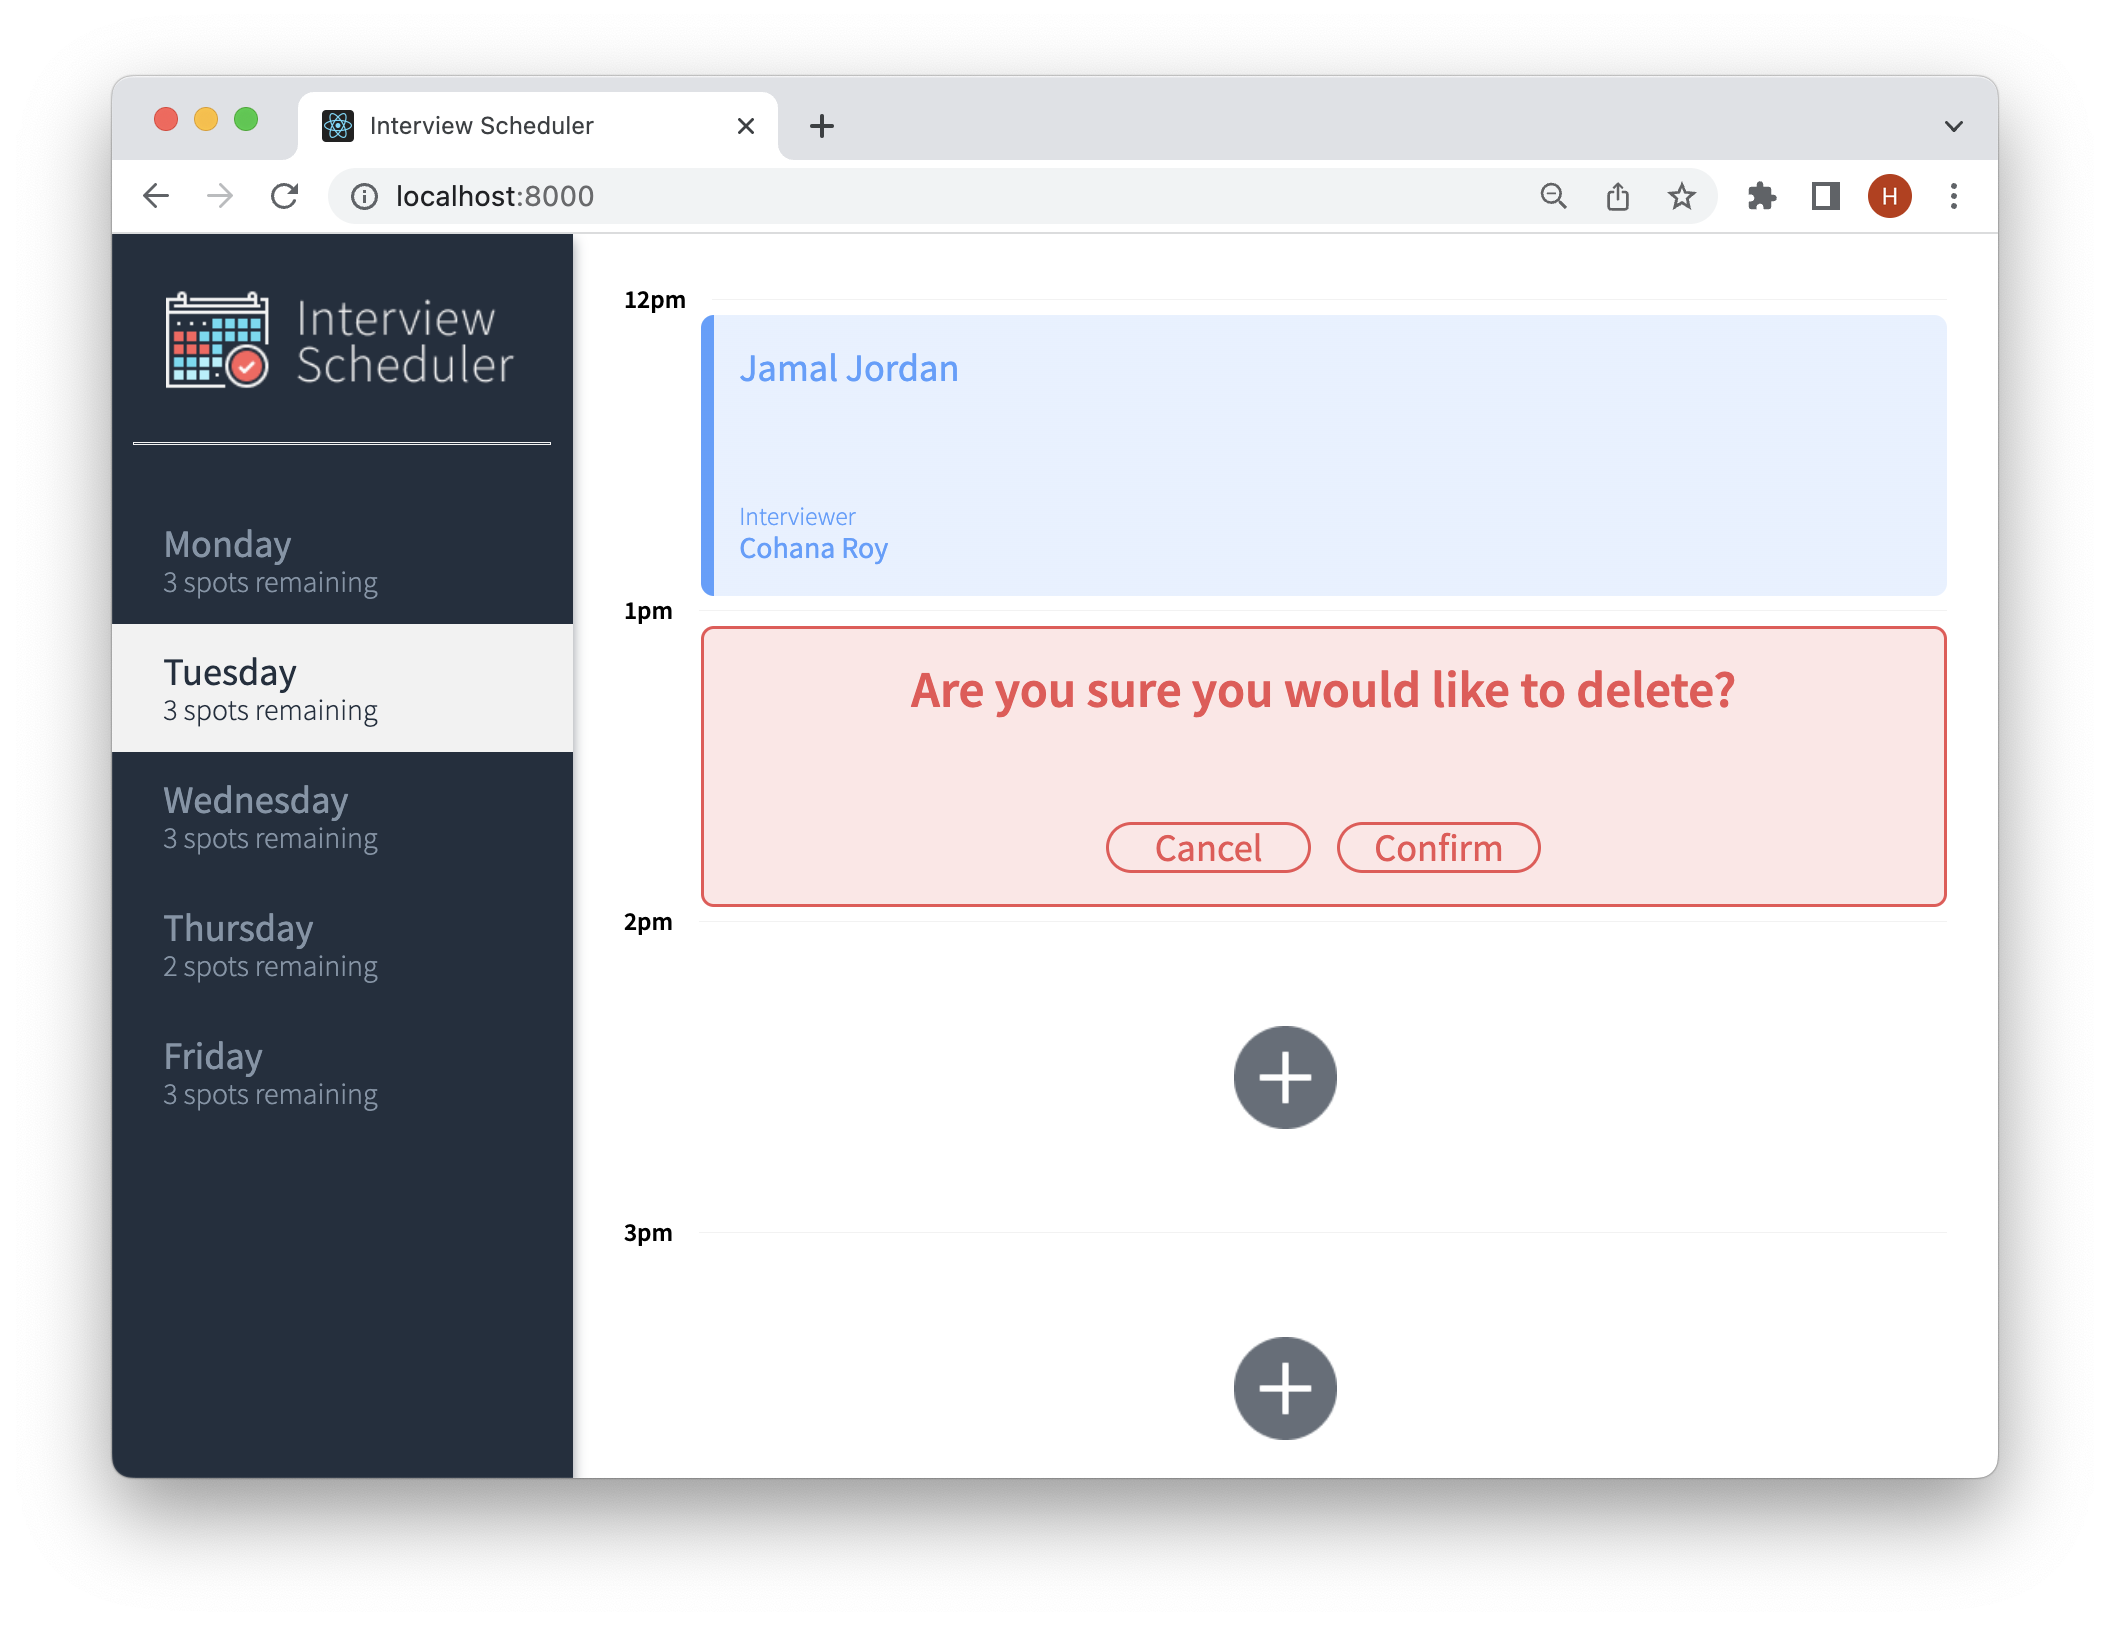 Interview Scheduler
localhost:8000
H
Interview
Scheduler
Monday
3 spots remaining
Tuesday
3 spots remaining
Wednesday
3 spots remaining
Thursday
2 spots remaining
Friday
3 spots remaining
12pm
Jamal Jordan
Interviewer
Cohana Roy
1pm
Are you sure you would like to delete?
Cancel Confirm
2pm
3pm